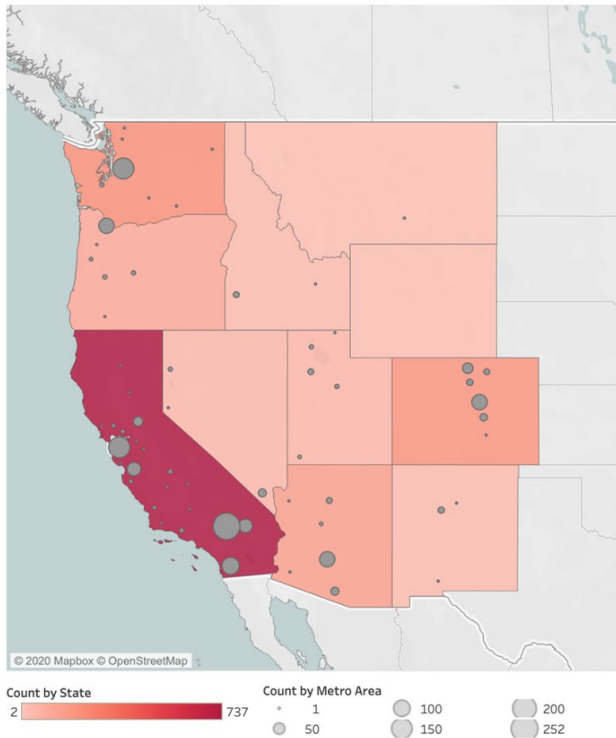 © 2020 Mapbox © OpenStreetMap
Count by State
2 737
Count by Metro Area
1 100 200
50 150 252